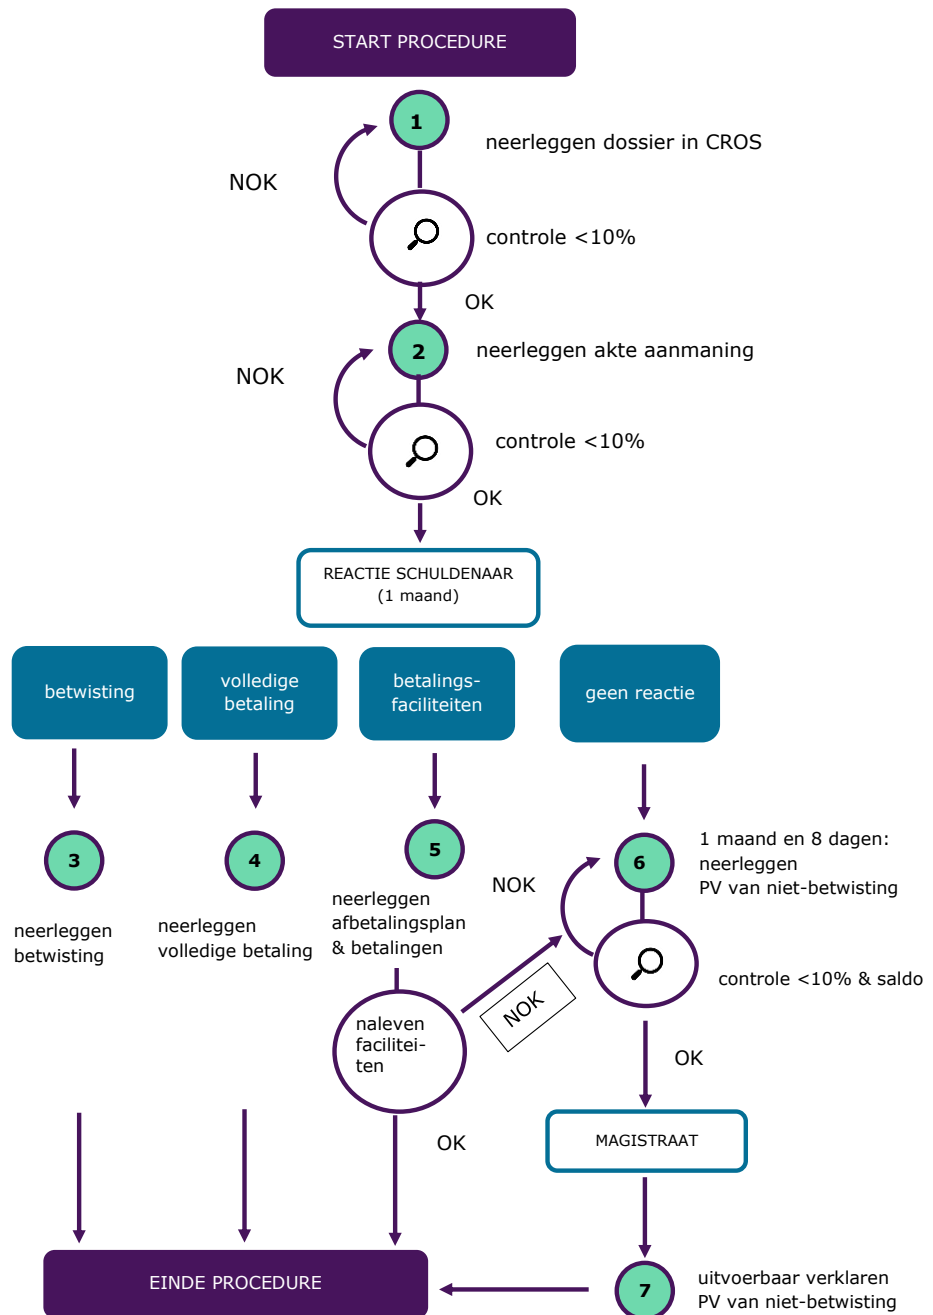 START PROCEDURE
1
neerleggen dossier in CROS
NOK
controle <10%
OK
2
neerleggen akte aanmaning
NOK
controle <10%
OK
REACTIE SCHULDENAAR
(1 maand)
betwisting
volledige
betaling
betalings-
faciliteiten
geen reactie
3
neerleggen
betwisting
4
neerleggen
volledige betaling
5
neerleggen
afbetalingsplan
& betalingen
naleven
facilitei-
ten
NOK
OK
6
1 maand en 8 dagen:
neerleggen
PV van niet-betwisting
NOK
controle <10% & saldo
OK
MAGISTRAAT
7
uitvoerbaar verklaren
PV van niet-betwisting
EINDE PROCEDURE